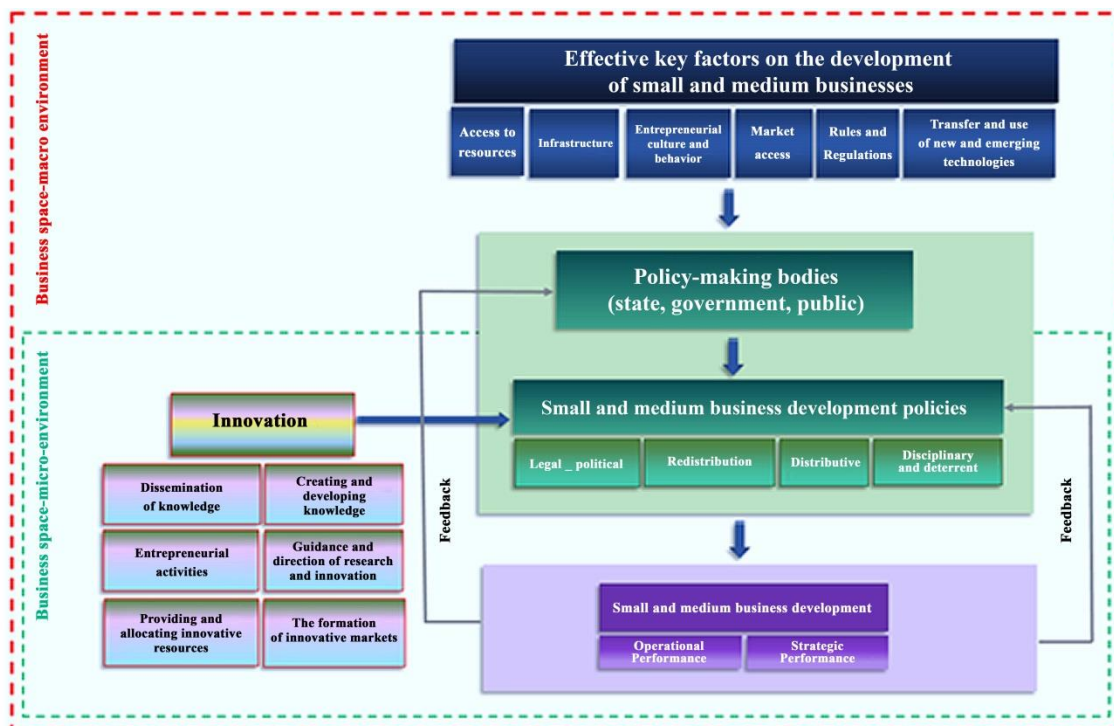 Business space-macro environment
Effective key factors on the development
of small and medium businesses
Access to
resources
Infrastructure
Entrepreneurial
culture and
behavior
Market
access
Rules and
Regulations
Transfer and use
of new and emerging
technologies
Policy-making bodies
(state, government, public)
Business space-micro-environment
Innovation
Dissemination
of knowledge
Creating and
developing
knowledge
Entrepreneurial
activities
Guidance and
direction of research
and innovation
Providing and
allocating innovative
resources
The formation
of innovative markets
Small and medium business development policies
Legal _ political
Redistribution
Distributive
Disciplinary
and deterrent
Feedback
Feedback
Small and medium business development
Operational
Performance
Strategic
Performance